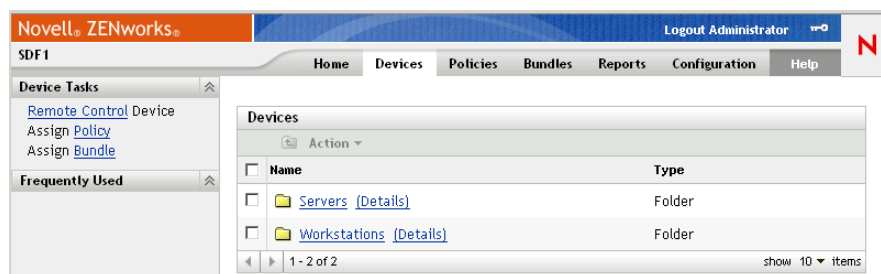 Novell® ZENworks®
Logout Administrator
SDF1
N
Home Devices Policies Bundles Reports Configuration Help
Device Tasks
Remote Control Device
Assign Policy
Assign Bundle
Frequently Used
Devices
Action
Name Type
Servers (Details) Folder
Workstations (Details) Folder
1 - 2 of 2 show 10 items